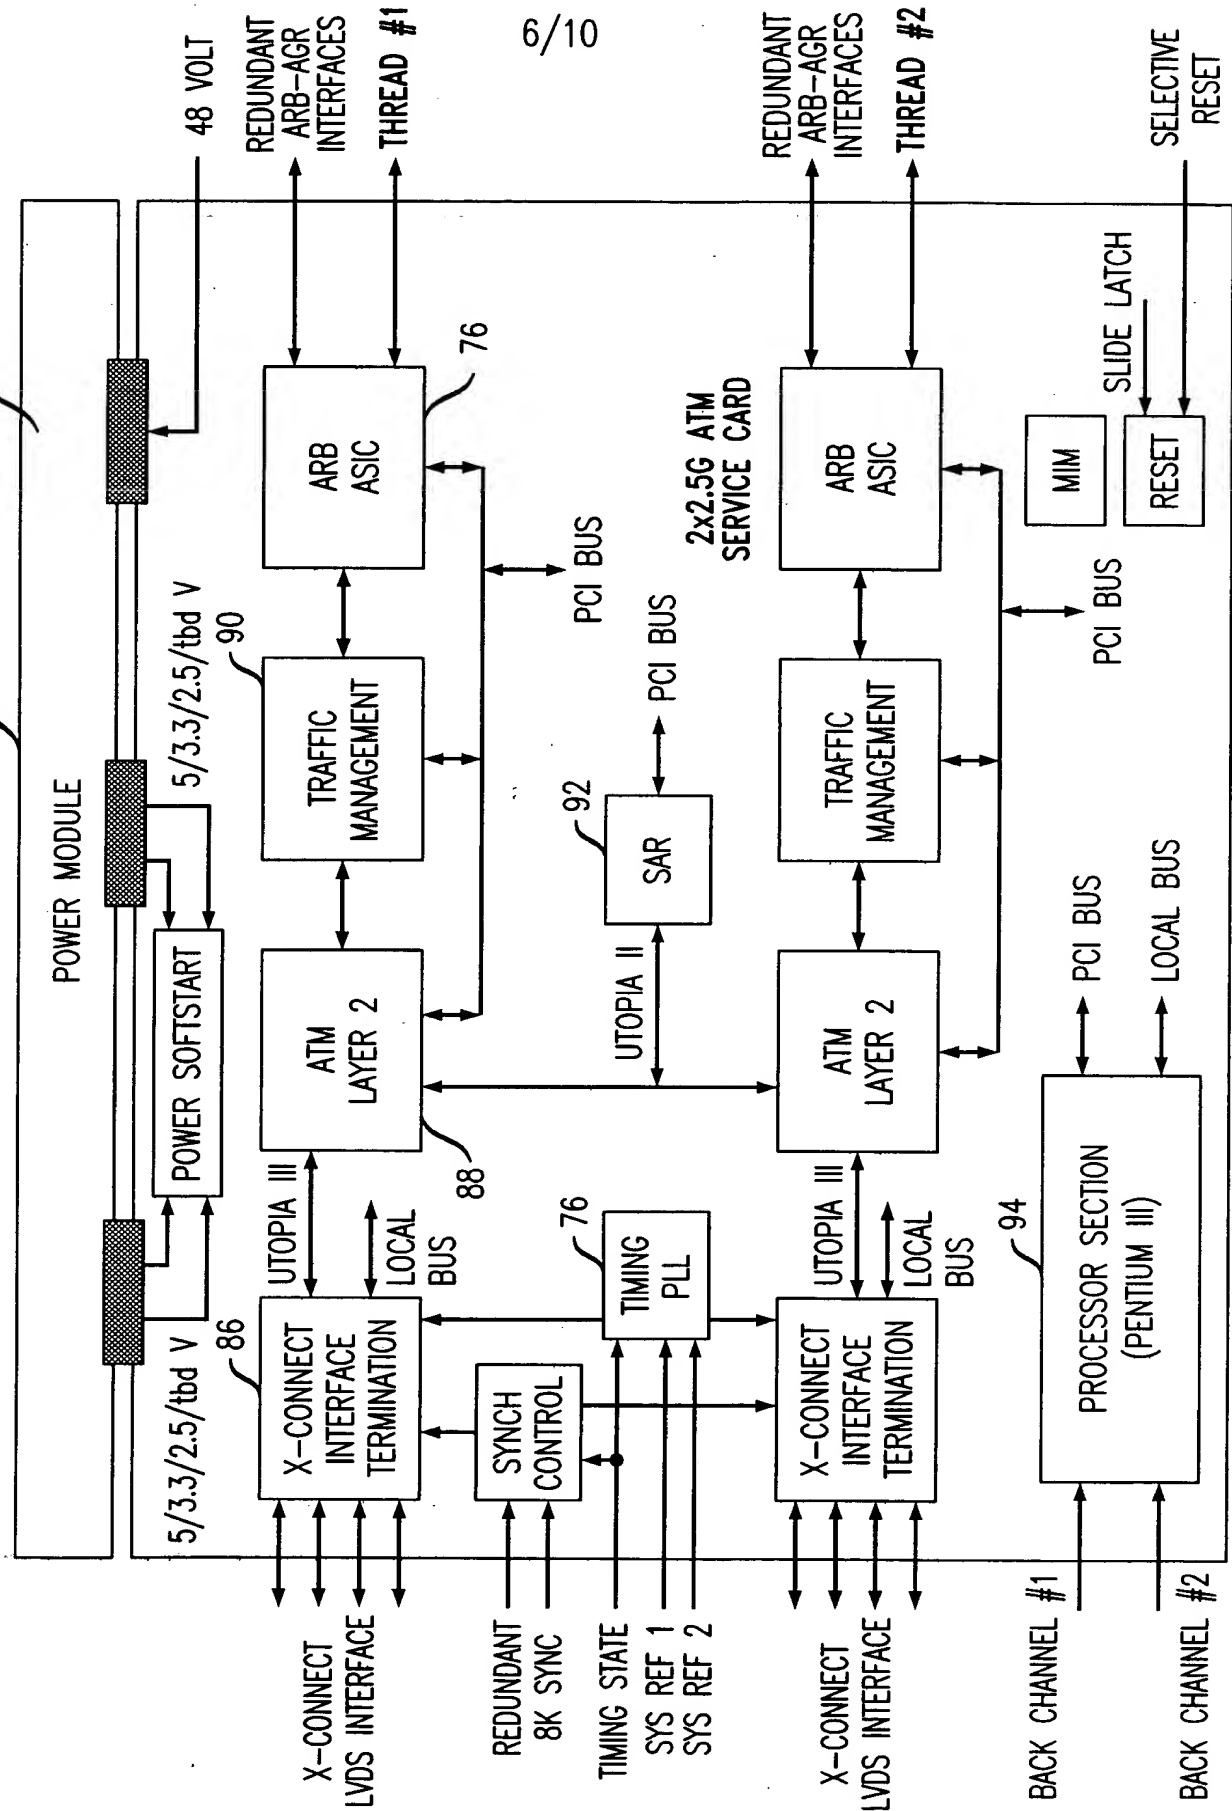 6/10
POWER MODULE
5/3.3/2.5/tbd V
POWER SOFTSTART
5/3.3/2.5/tbd V
48 VOLT
X-CONNECT
LVDS INTERFACE
86
X-CONNECT
INTERFACE
TERMINATION
UTOPIA III
LOCAL
BUS
88
ATM
LAYER 2
90
TRAFFIC
MANAGEMENT
76
ARB
ASIC
REDUNDANT
ARB-AGR
INTERFACES
THREAD #1
PCI BUS
REDUNDANT
8K SYNC
SYNCH
CONTROL
TIMING STATE
SYS REF 1
SYS REF 2
76
TIMING
PLL
UTOPIA II
92
SAR
PCI BUS
2x2.5G ATM
SERVICE CARD
X-CONNECT
LVDS INTERFACE
X-CONNECT
INTERFACE
TERMINATION
UTOPIA III
LOCAL
BUS
ATM
LAYER 2
TRAFFIC
MANAGEMENT
ARB
ASIC
REDUNDANT
ARB-AGR
INTERFACES
THREAD #2
PCI BUS
BACK CHANNEL #1
BACK CHANNEL #2
94
PROCESSOR SECTION
(PENTIUM III)
PCI BUS
LOCAL BUS
MIM
RESET
SLIDE LATCH
SELECTIVE
RESET